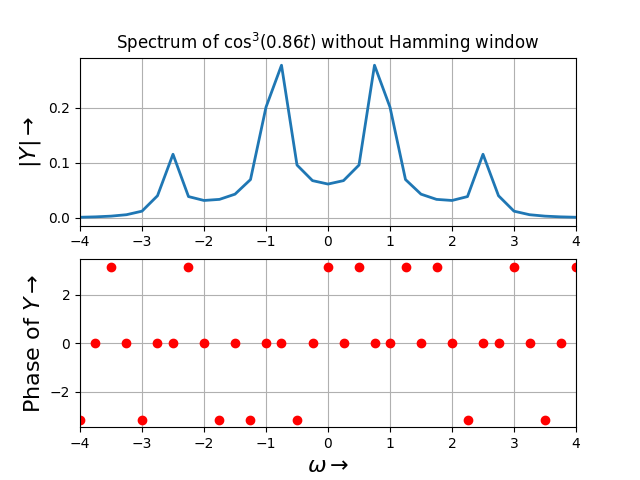 Spectrum of cos³(0.86t) without Hamming window
|Y| →
0.2
0.1
0.0
−4 −3 −2 −1 0 1 2 3 4
Phase of Y →
2
0
−2
−4 −3 −2 −1 0 1 2 3 4
ω →